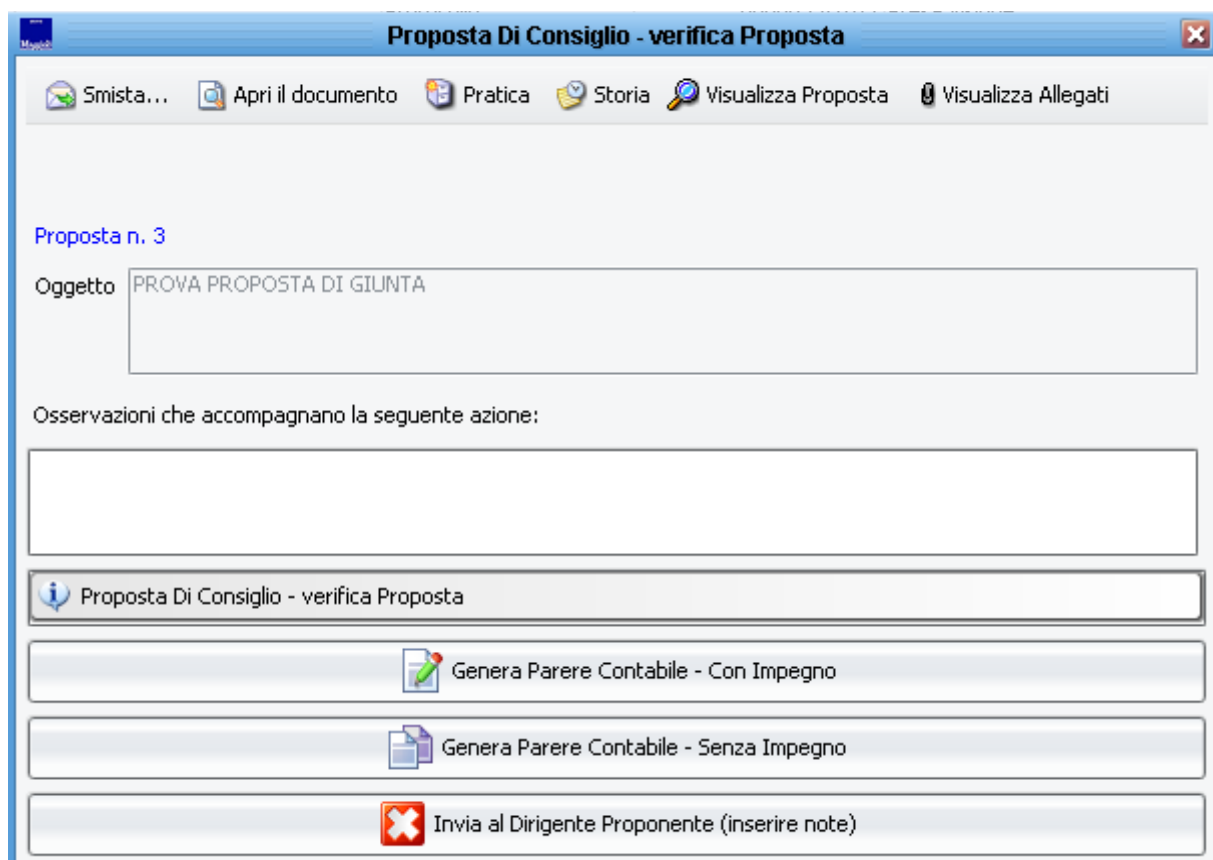 Proposta Di Consiglio - verifica Proposta
Maggioli
Smista... Apri il documento Pratica Storia Visualizza Proposta Visualizza Allegati
Proposta n. 3
Oggetto PROVA PROPOSTA DI GIUNTA
Osservazioni che accompagnano la seguente azione:
Proposta Di Consiglio - verifica Proposta
Genera Parere Contabile - Con Impegno
Genera Parere Contabile - Senza Impegno
Invia al Dirigente Proponente (inserire note)